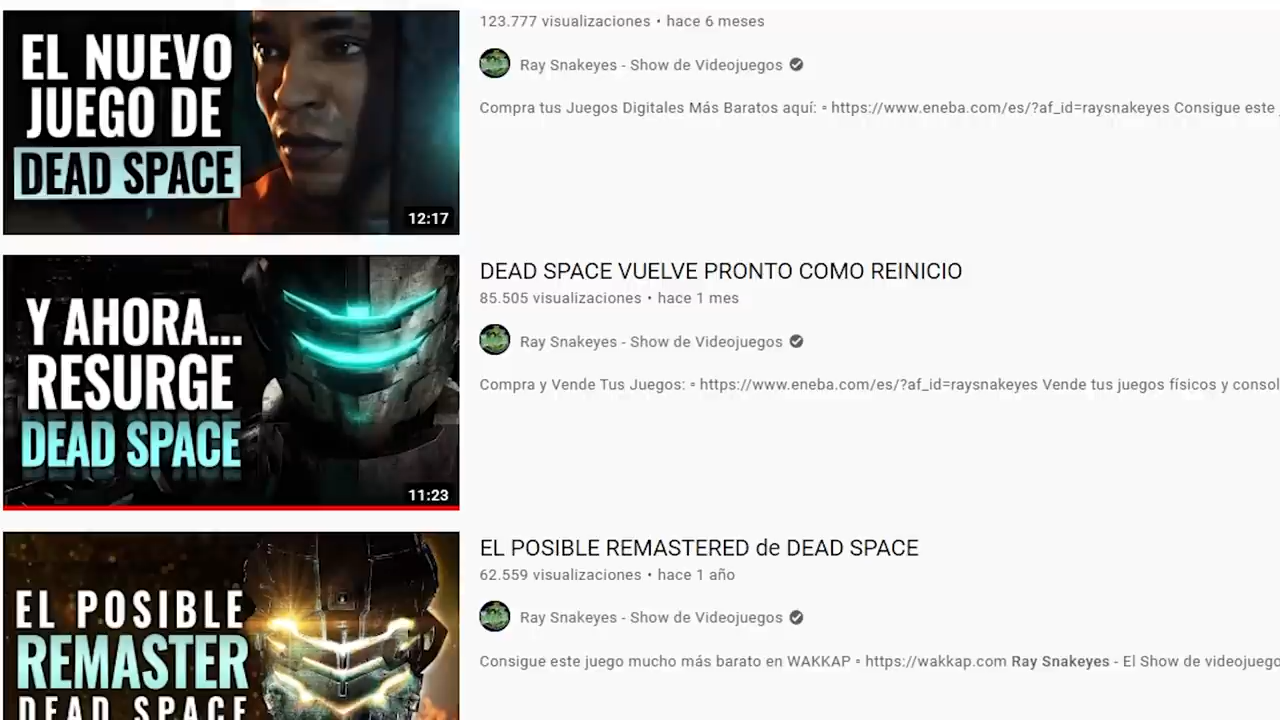 EL NUEVO
JUEGO DE
DEAD SPACE
12:17
123.777 visualizaciones • hace 6 meses
Ray Snakeyes - Show de Videojuegos
Compra tus Juegos Digitales Más Baratos aquí: ▫ https://www.eneba.com/es/?af_id=raysnakeyes Consigue este
Y AHORA...
RESURGE
DEAD SPACE
11:23
DEAD SPACE VUELVE PRONTO COMO REINICIO
85.505 visualizaciones • hace 1 mes
Ray Snakeyes - Show de Videojuegos
Compra y Vende Tus Juegos: ▫ https://www.eneba.com/es/?af_id=raysnakeyes Vende tus juegos físicos y consol
EL POSIBLE
REMASTER
DEAD SPACE
EL POSIBLE REMASTERED de DEAD SPACE
62.559 visualizaciones • hace 1 año
Ray Snakeyes - Show de Videojuegos
Consigue este juego mucho más barato en WAKKAP ▫ https://wakkap.com Ray Snakeyes - El Show de videojuego